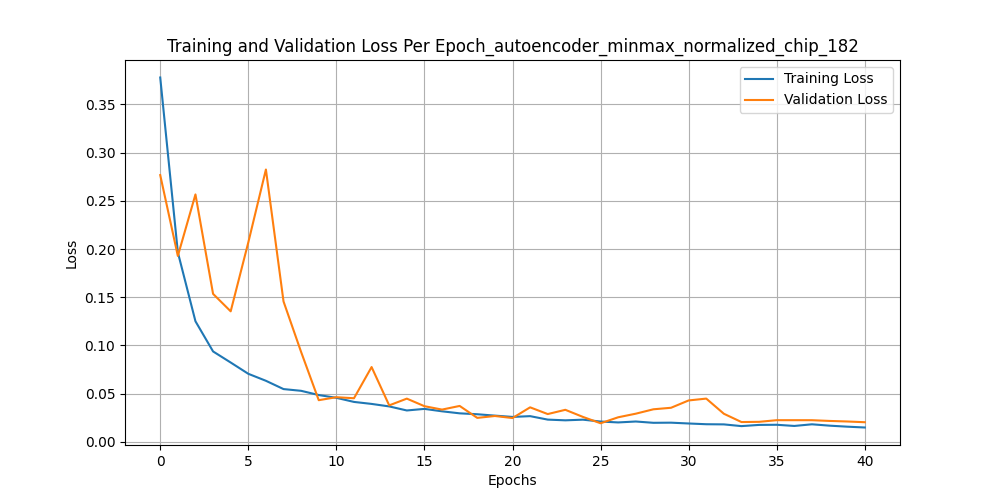 Training and Validation Loss Per Epoch_autoencoder_minmax_normalized_chip_182
Training Loss
Validation Loss
Loss
0.35
0.30
0.25
0.20
0.15
0.10
0.05
0.00
0 5 10 15 20 25 30 35 40
Epochs